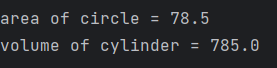 area of circle = 78.5
volume of cylinder = 785.0